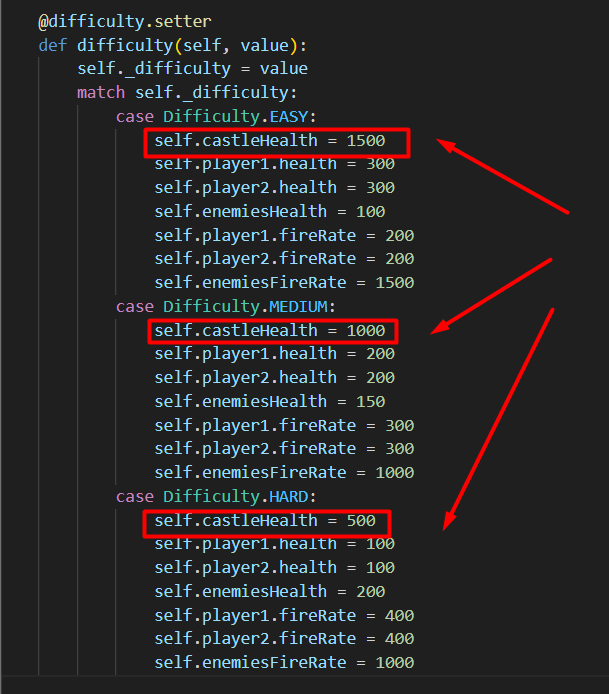 @difficulty.setter
def difficulty(self, value):
    self._difficulty = value
    match self._difficulty:
        case Difficulty.EASY:
            self.castleHealth = 1500
            self.player1.health = 300
            self.player2.health = 300
            self.enemiesHealth = 100
            self.player1.fireRate = 200
            self.player2.fireRate = 200
            self.enemiesFireRate = 1500
        case Difficulty.MEDIUM:
            self.castleHealth = 1000
            self.player1.health = 200
            self.player2.health = 200
            self.enemiesHealth = 150
            self.player1.fireRate = 300
            self.player2.fireRate = 300
            self.enemiesFireRate = 1000
        case Difficulty.HARD:
            self.castleHealth = 500
            self.player1.health = 100
            self.player2.health = 100
            self.enemiesHealth = 200
            self.player1.fireRate = 400
            self.player2.fireRate = 400
            self.enemiesFireRate = 1000